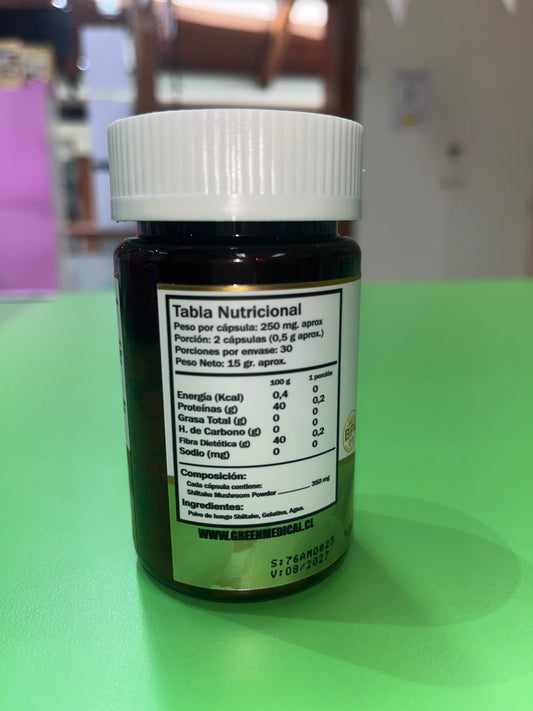 Tabla Nutricional
Peso por cápsula: 250 mg. aprox
Porción: 2 cápsulas (0,5 g aprox.)
Porciones por envase: 30
Peso Neto: 15 gr. aprox.
100 g 1 porción
Energía (Kcal) 0,4 0
Proteínas (g) 40 0,2
Grasa Total (g) 0 0
H. de Carbono (g) 0 0
Fibra Dietética (g) 40 0,2
Sodio (mg) 0 0
Composición:
Cada cápsula contiene:
Shiitake Mushroom Powder 350 mg
Ingredientes:
Polvo de hongo Shiitake, Gelatina, Agua.
WWW.GREENMEDICAL.CL
S:76AM0825
V:08/2027